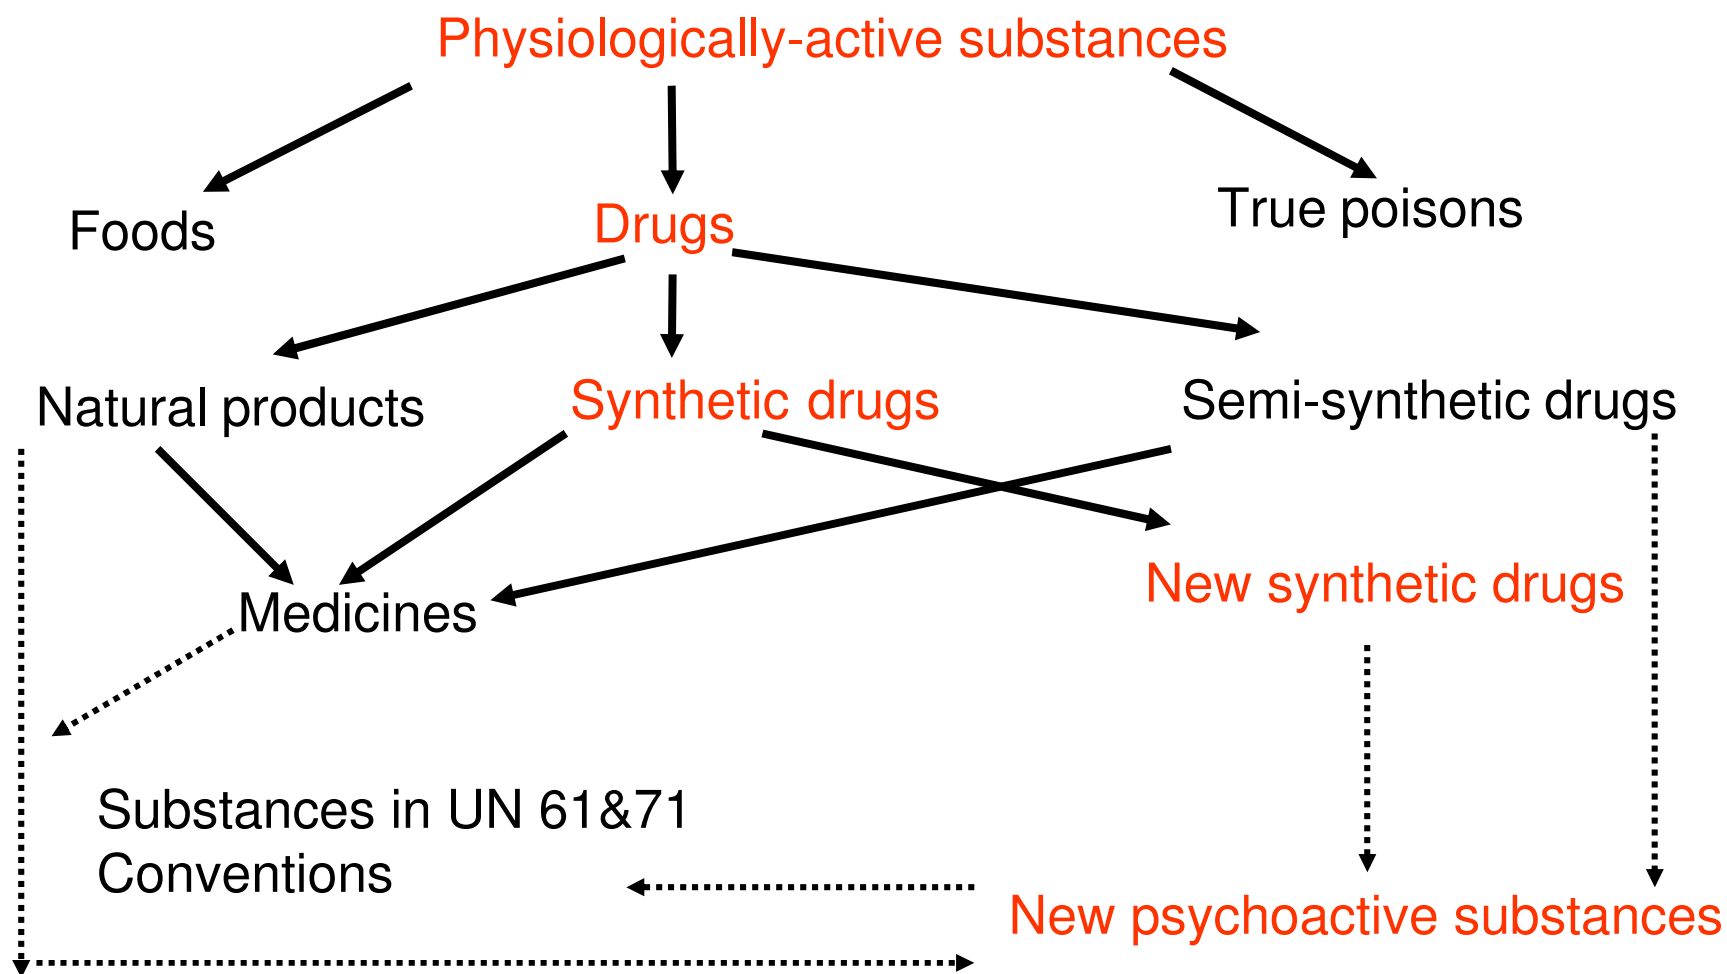 Physiologically-active substances
Foods
Drugs
True poisons
Natural products
Synthetic drugs
Semi-synthetic drugs
New synthetic drugs
Medicines
Substances in UN 61&71
Conventions
New psychoactive substances